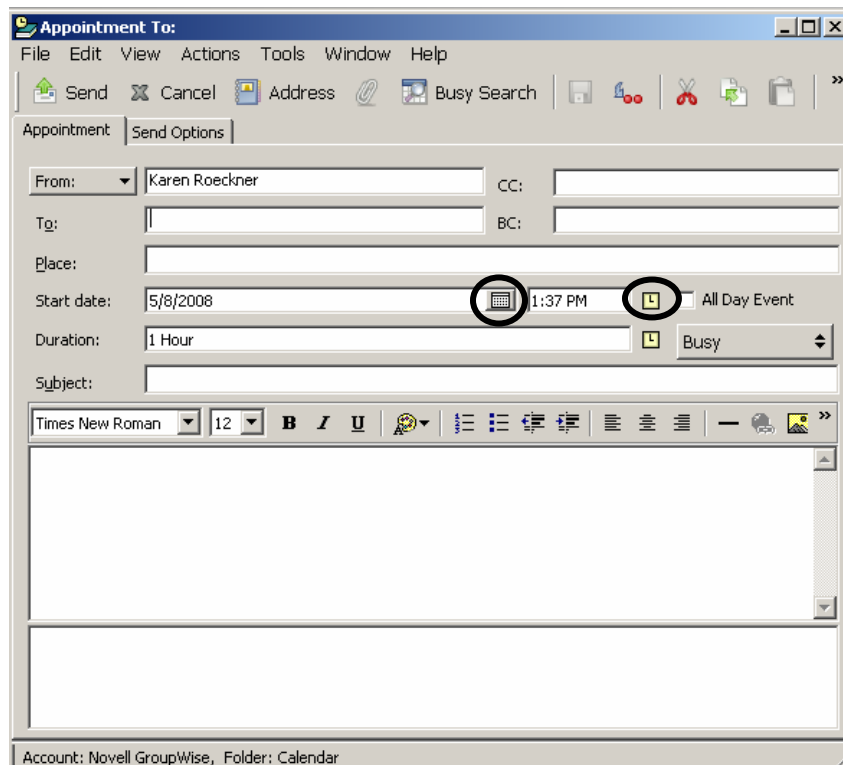 Appointment To:
File Edit View Actions Tools Window Help
Send Cancel Address Busy Search »
Appointment Send Options
From: Karen Roeckner CC:
To: BC:
Place:
Start date: 5/8/2008 1:37 PM All Day Event
Duration: 1 Hour Busy
Subject:
Times New Roman 12 B I U »
Account: Novell GroupWise, Folder: Calendar